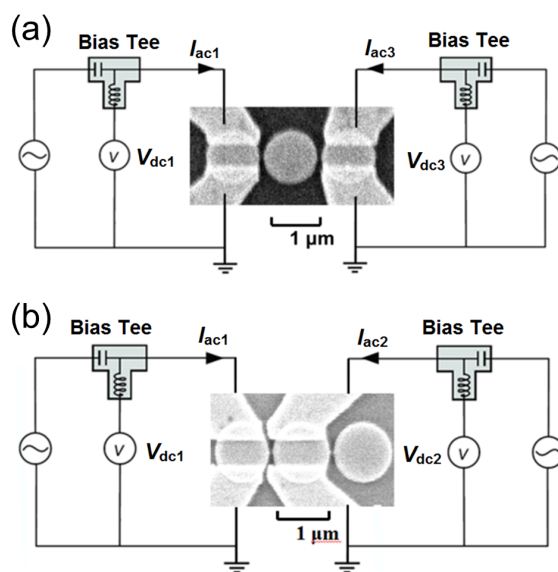 (a)
Bias Tee
Iac1
Iac3
Bias Tee
V
Vdc1
Vdc3
V
1 μm
(b)
Bias Tee
Iac1
Iac2
Bias Tee
V
Vdc1
Vdc2
V
1 μm